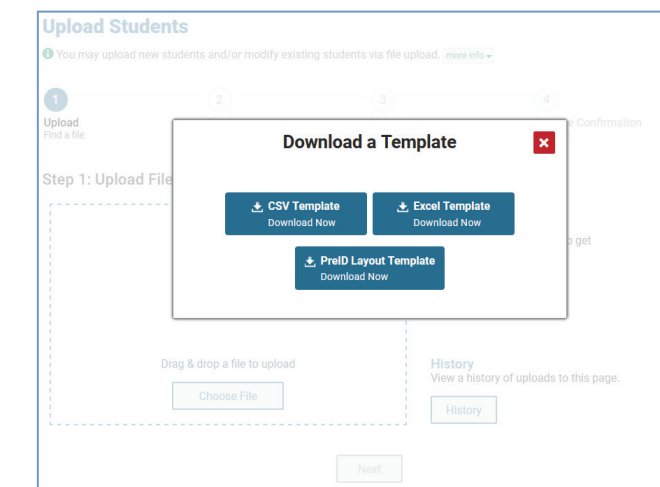 Upload Students
You may upload new students and/or modify existing students via file upload. more info
1
2
3
4
Upload
Find a file
Confirmation
Download a Template
Step 1: Upload File
CSV Template
Download Now
Excel Template
Download Now
PreID Layout Template
Download Now
get
Drag & drop a file to upload
Choose File
History
View a history of uploads to this page.
History
Next